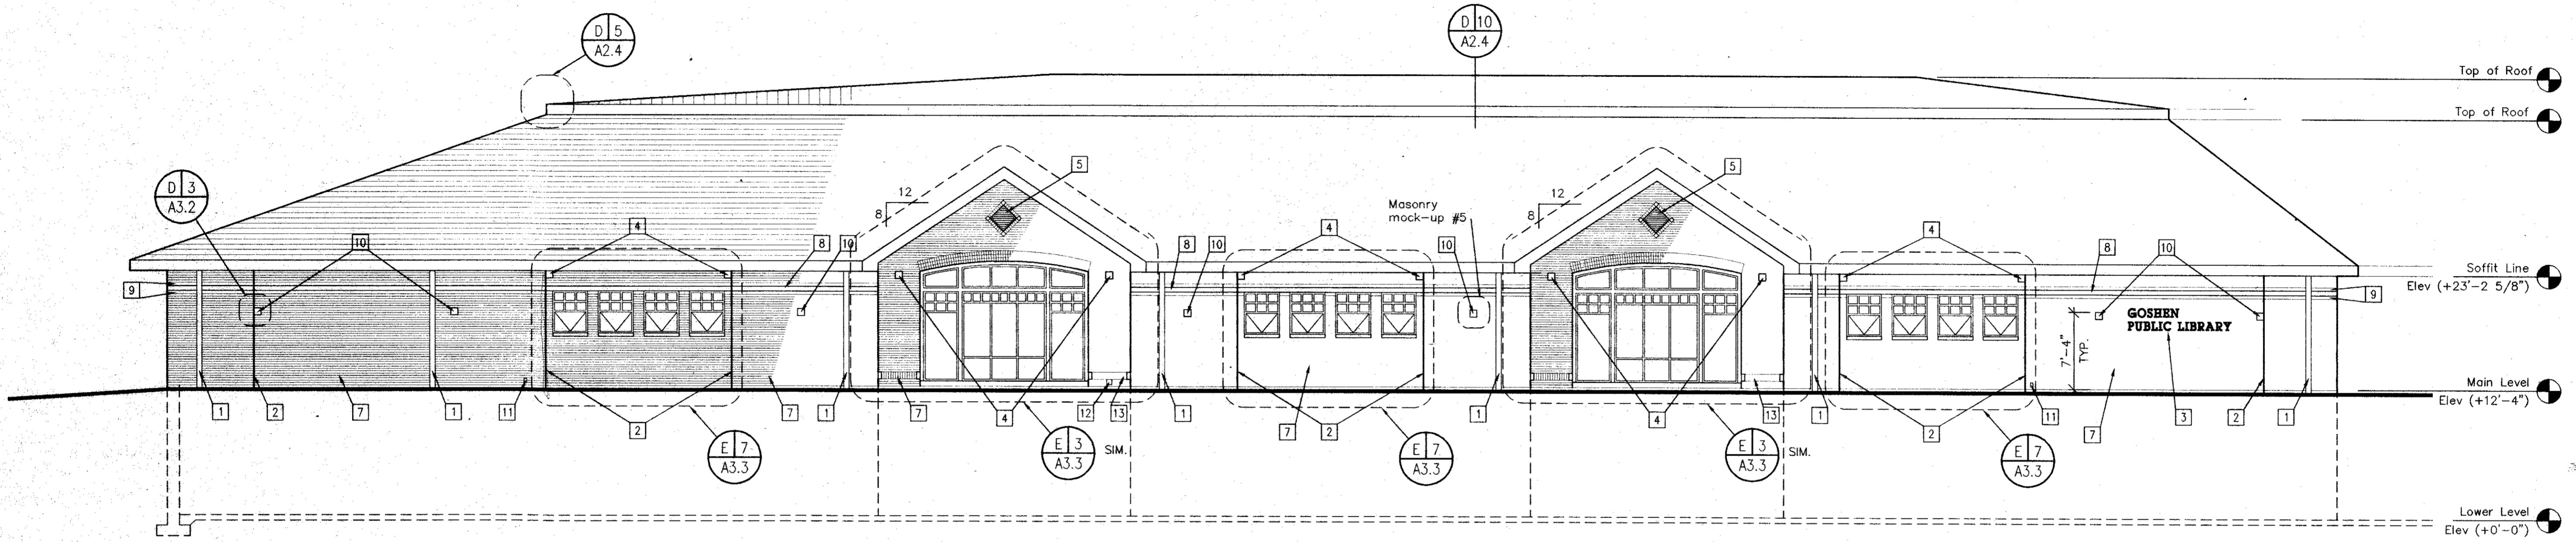 D 5
A2.4
D 10
A2.4
Top of Roof
Top of Roof
D 3
A3.2
5
5
12
8
12
8
Masonry
mock-up #5
10
4
8
10
8
10
4
10
4
8
10
Soffit Line
Elev (+23'-2 5/8")
9
9
GOSHEN
PUBLIC LIBRARY
7'-4"
TYP.
Main Level
Elev (+12'-4")
1
2
7
1
11
2
7
1
7
4
12
13
1
7
2
1
4
13
1
2
11
7
3
2
1
E 7
A3.3
E 3
A3.3
SIM.
E 7
A3.3
E 3
A3.3
SIM.
E 7
A3.3
Lower Level
Elev (+0'-0")